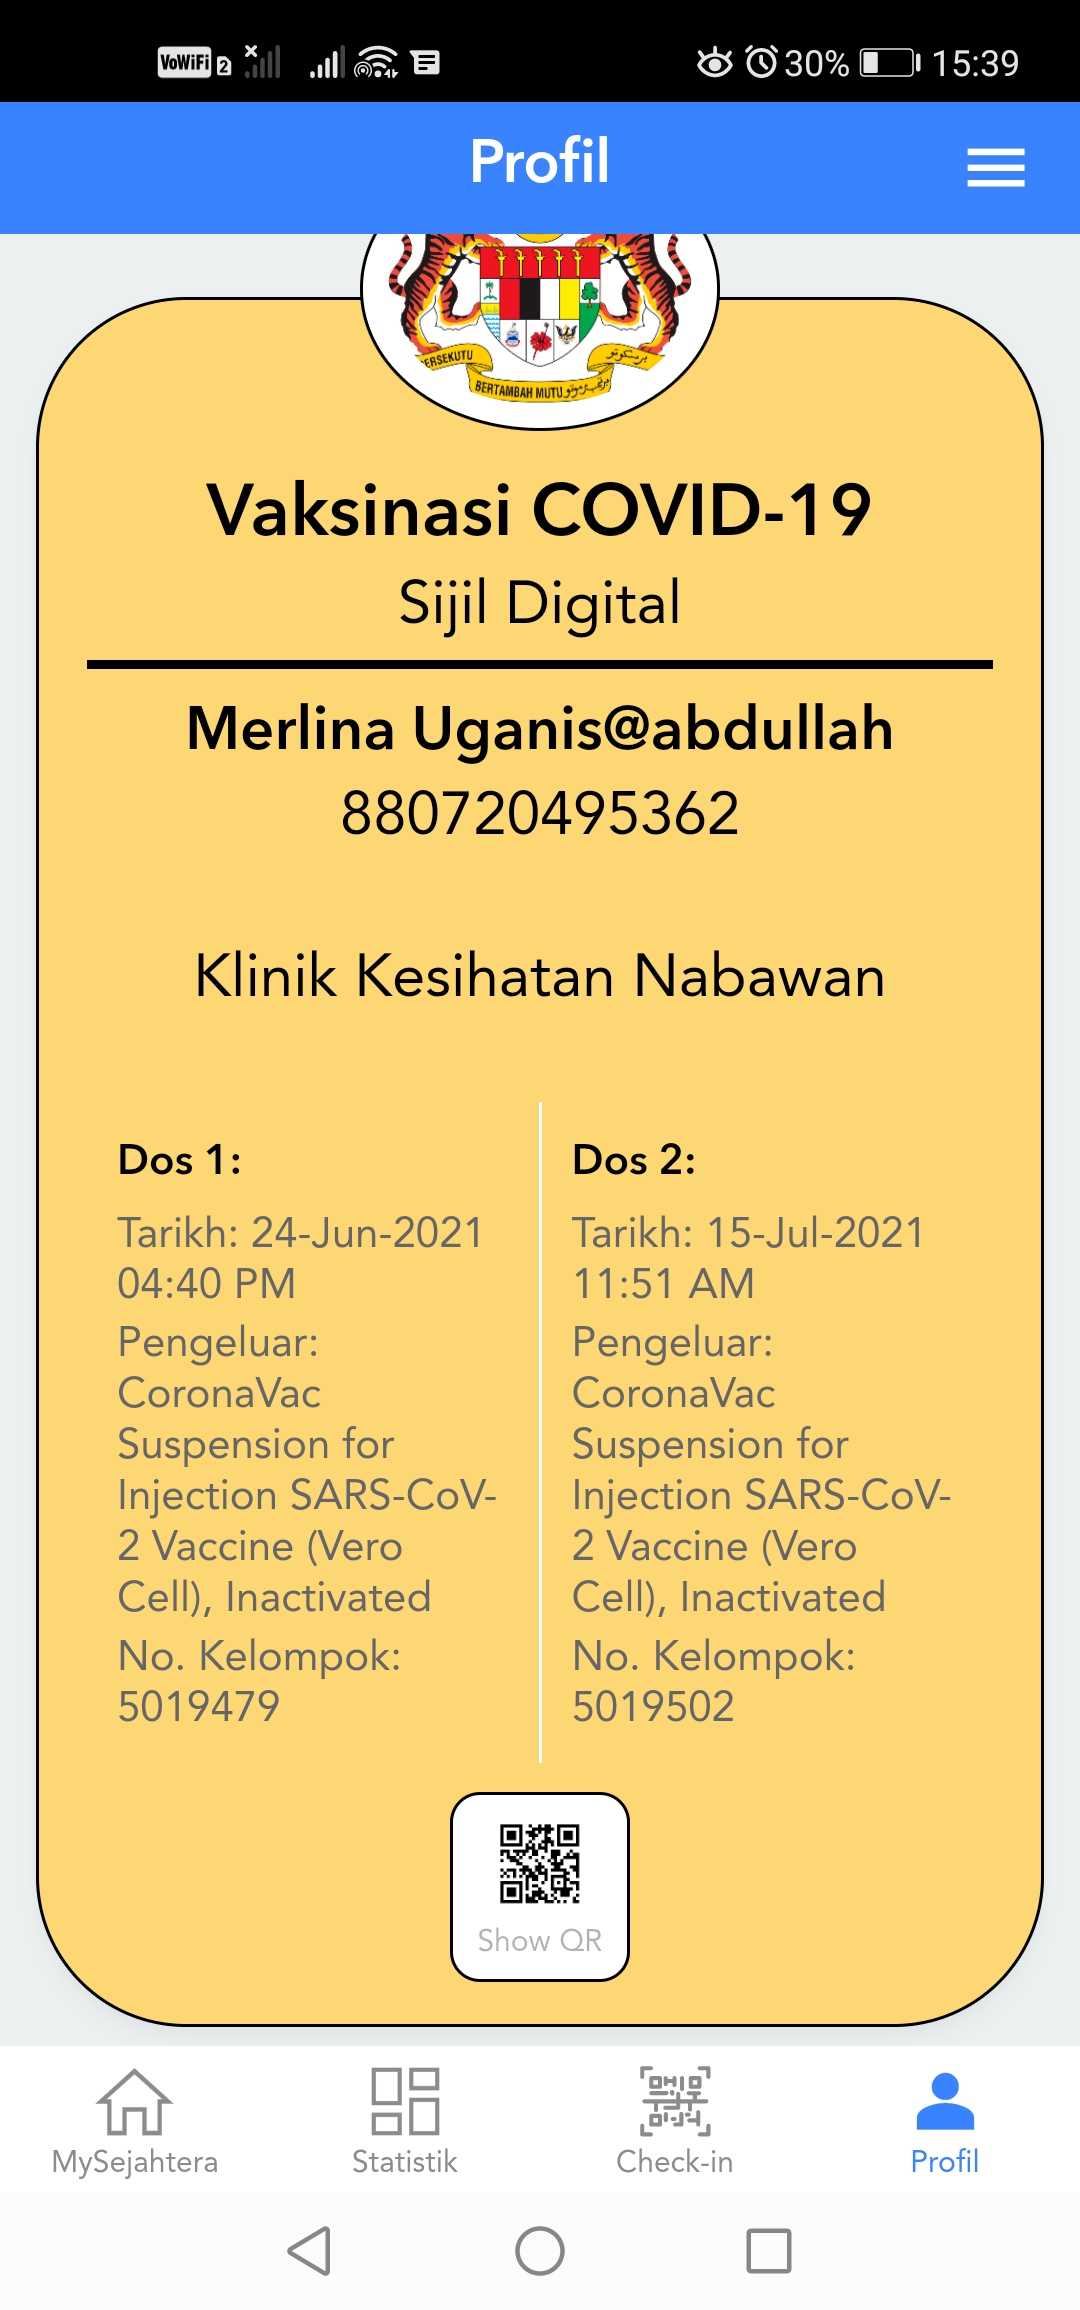 VoWiFi 2
30% 15:39
Profil
ERSEKUTU
BERTAMBAH MUTU
Vaksinasi COVID-19
Sijil Digital
Merlina Uganis@abdullah
880720495362
Klinik Kesihatan Nabawan
Dos 1:
Tarikh: 24-Jun-2021
04:40 PM
Pengeluar:
CoronaVac
Suspension for
Injection SARS-CoV-
2 Vaccine (Vero
Cell), Inactivated
No. Kelompok:
5019479
Dos 2:
Tarikh: 15-Jul-2021
11:51 AM
Pengeluar:
CoronaVac
Suspension for
Injection SARS-CoV-
2 Vaccine (Vero
Cell), Inactivated
No. Kelompok:
5019502
Show QR
MySejahtera
Statistik
Check-in
Profil